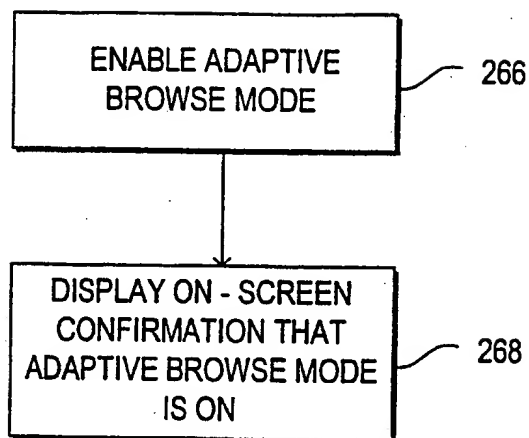 ENABLE ADAPTIVE
BROWSE MODE
266
DISPLAY ON - SCREEN
CONFIRMATION THAT
ADAPTIVE BROWSE MODE
IS ON
268